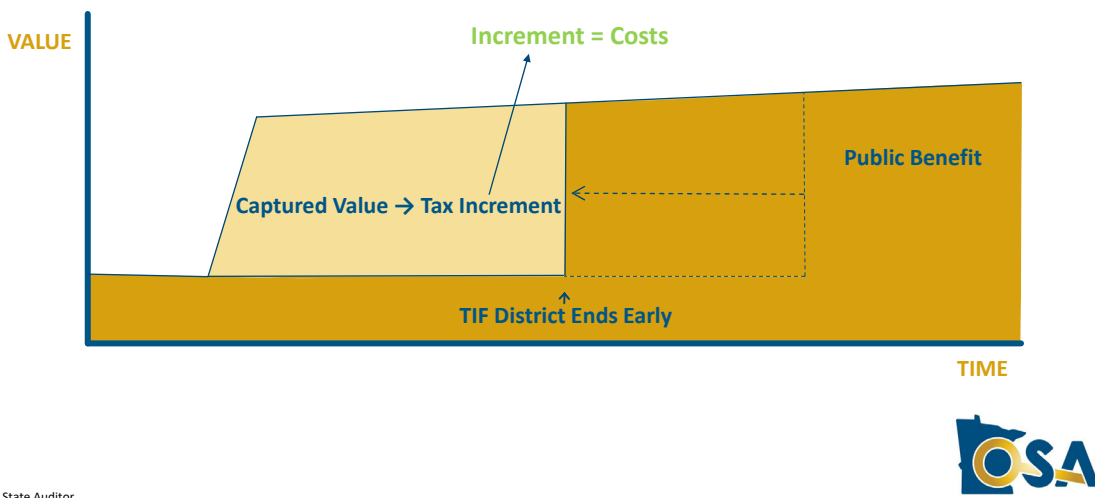 Increment = Costs
VALUE
Public Benefit
Captured Value → Tax Increment
TIF District Ends Early
TIME
OSA
State Auditor